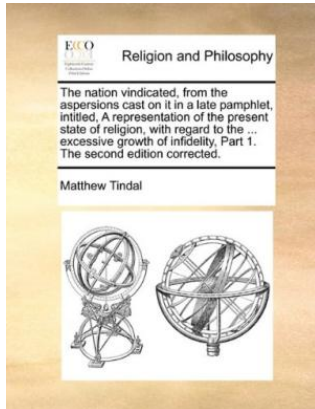 ECCO
Religion and Philosophy
The nation vindicated, from the
aspersions cast on it in a late pamphlet,
intitled, A representation of the present
state of religion, with regard to the ...
excessive growth of infidelity, Part 1.
The second edition corrected.
Matthew Tindal